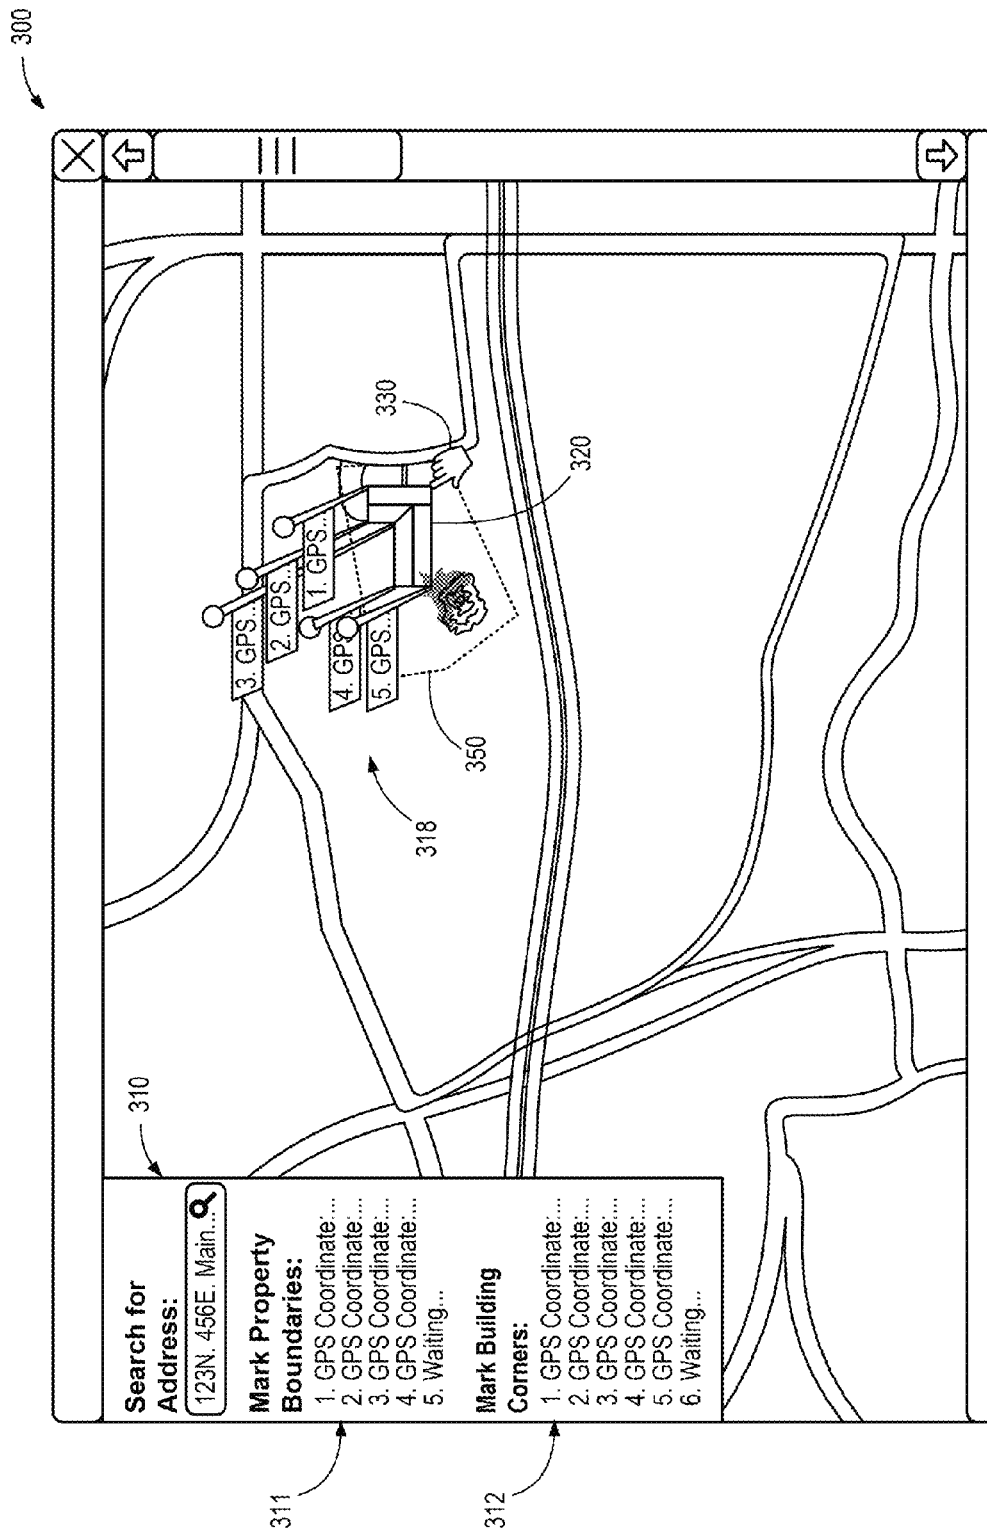 300
310
Search for
Address:
123N. 456E. Main...
Mark Property
Boundaries:
1. GPS Coordinate:...
2. GPS Coordinate:...
3. GPS Coordinate:...
4. GPS Coordinate:...
5. Waiting...
Mark Building
Corners:
1. GPS Coordinate:...
2. GPS Coordinate:...
3. GPS Coordinate:...
4. GPS Coordinate:...
5. GPS Coordinate:...
6. Waiting...
311
312
3. GPS...
2. GPS...
1. GPS...
4. GPS
5. GPS...
330
320
350
318